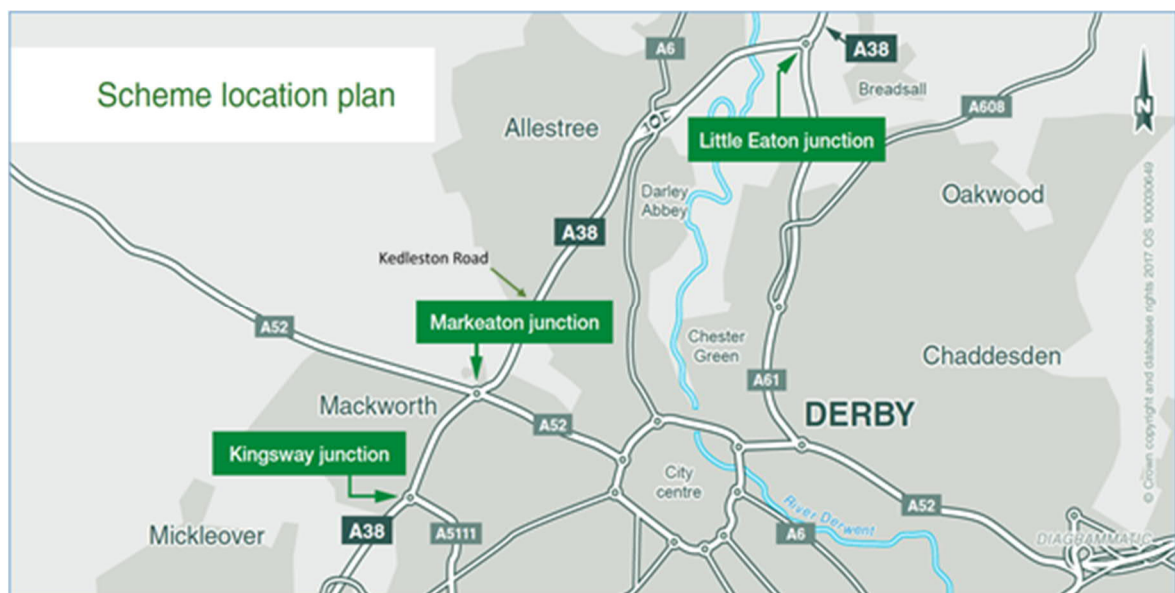 Scheme location plan
A6
A38
Breadsall
N
A608
Allestree
Little Eaton junction
Darley
Abbey
Oakwood
A38
Kedleston Road
A52
Markeaton junction
Chester
Green
Chaddesden
A61
Mackworth
A52
DERBY
Kingsway junction
City
centre
Mickleover
A38
A5111
River Derwent
A6
A52
DIAGRAMMATIC
© Crown copyright and database rights 2017 OS 100030649